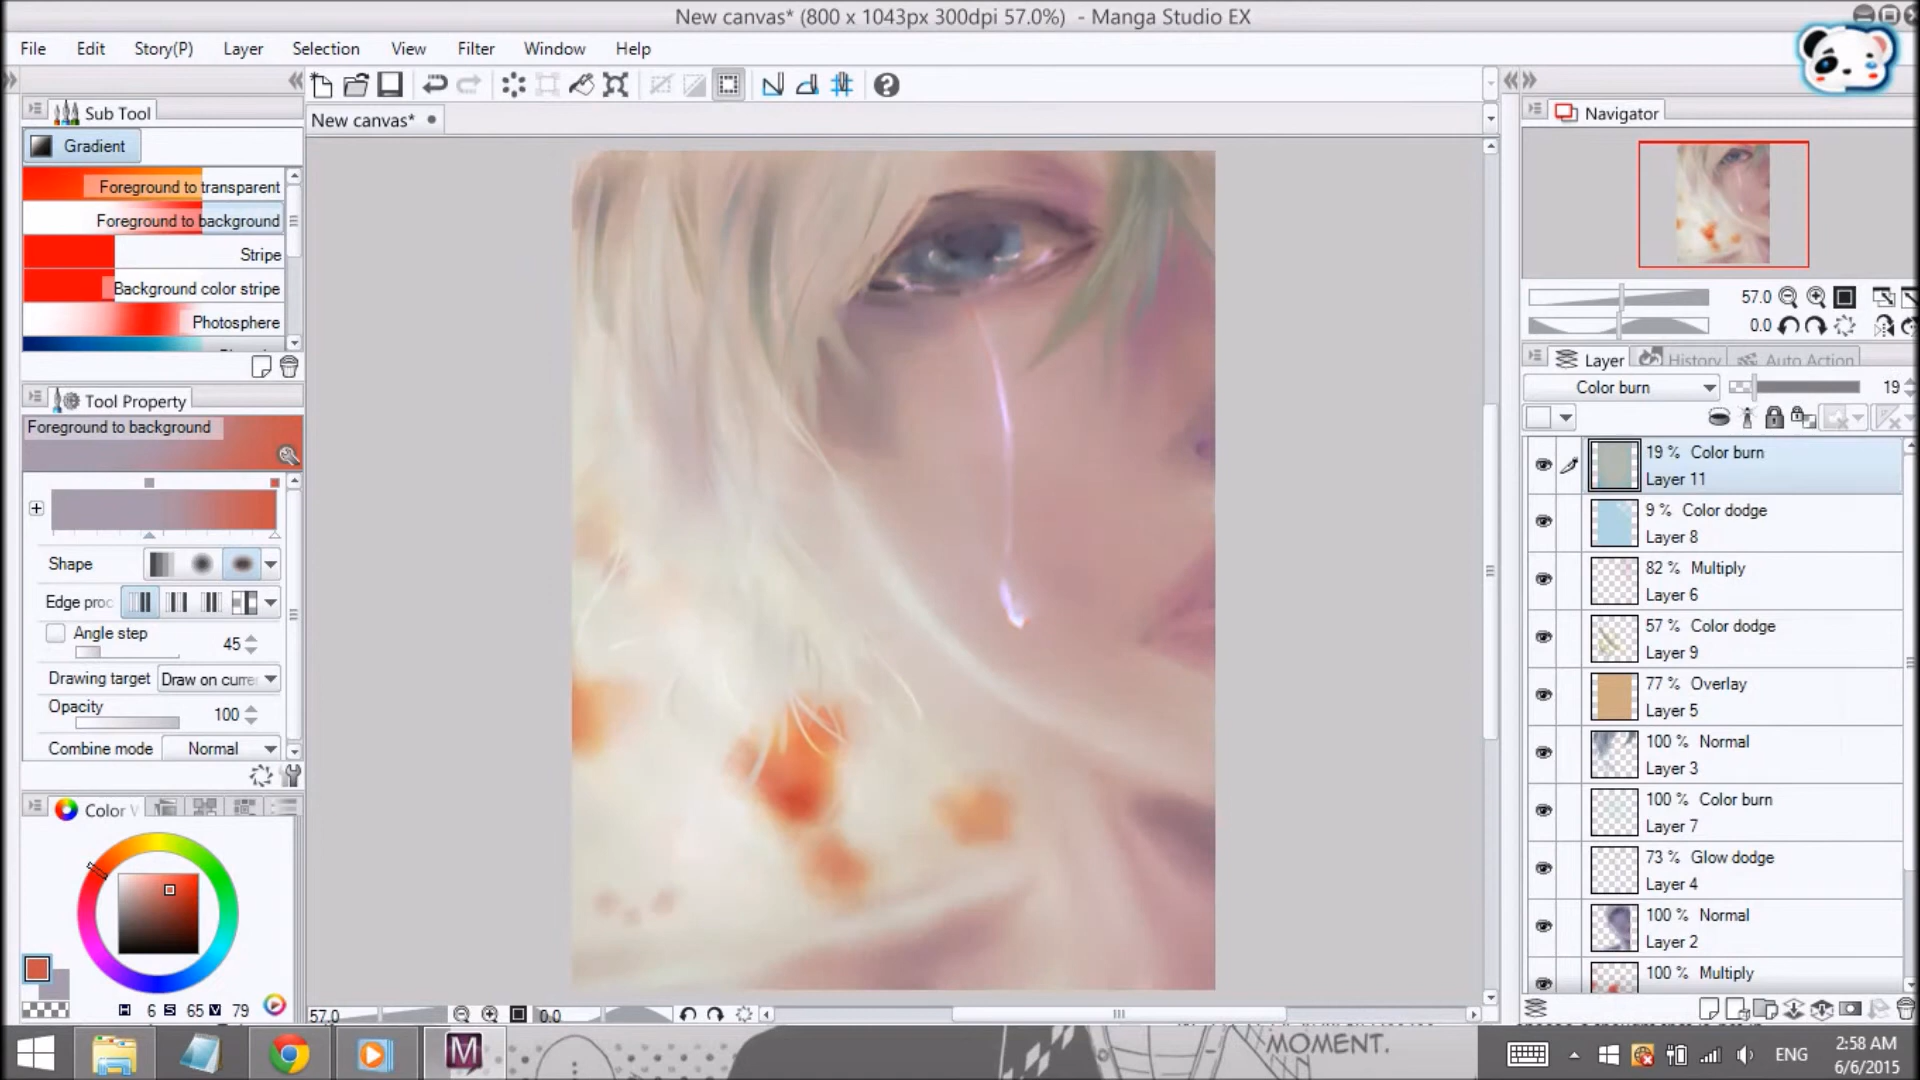 New canvas* (800 x 1043px 300dpi 57.0%) - Manga Studio EX
File Edit Story(P) Layer Selection View Filter Window Help
Sub Tool
New canvas*
Navigator
Gradient
Foreground to transparent
Foreground to background
Stripe
Background color stripe
Photosphere
57.0
0.0
Layer History Auto Action
Color burn 19
Tool Property
Foreground to background
Shape
Edge proc
Angle step
45
Drawing target Draw on curre
Opacity
100
Combine mode Normal
Color
H 6 S 65 V 79
19 % Color burn
Layer 11
9 % Color dodge
Layer 8
82 % Multiply
Layer 6
57 % Color dodge
Layer 9
77 % Overlay
Layer 5
100 % Normal
Layer 3
100 % Color burn
Layer 7
73 % Glow dodge
Layer 4
100 % Normal
Layer 2
100 % Multiply
57.0 0.0
MOMENT.
ENG
2:58 AM
6/6/2015